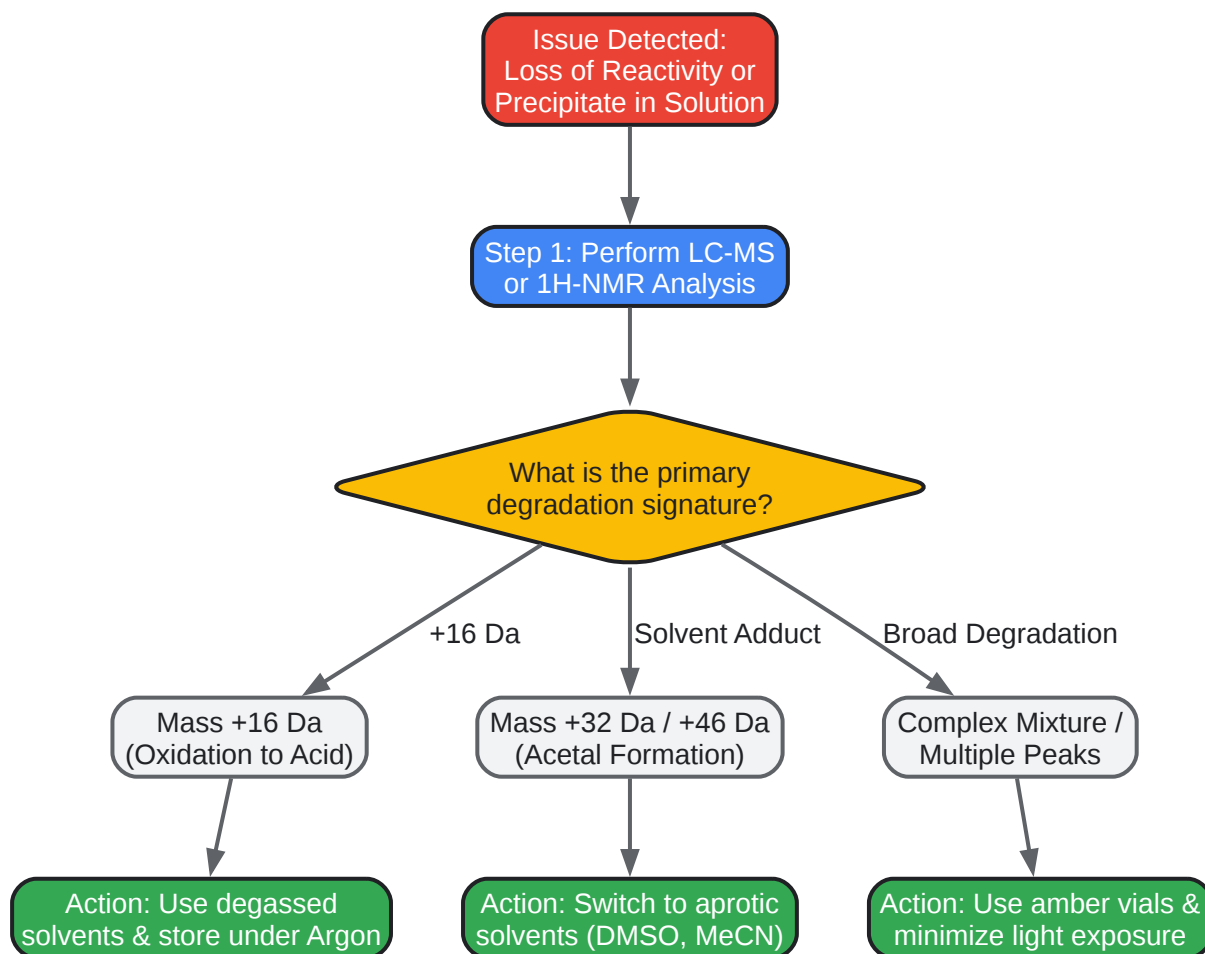 Issue Detected:
Loss of Reactivity or
Precipitate in Solution
Step 1: Perform LC-MS
or 1H-NMR Analysis
What is the primary
degradation signature?
+16 Da
Solvent Adduct
Broad Degradation
Mass +16 Da
(Oxidation to Acid)
Mass +32 Da / +46 Da
(Acetal Formation)
Complex Mixture /
Multiple Peaks
Action: Use degassed
solvents & store under Argon
Action: Switch to aprotic
solvents (DMSO, MeCN)
Action: Use amber vials &
minimize light exposure